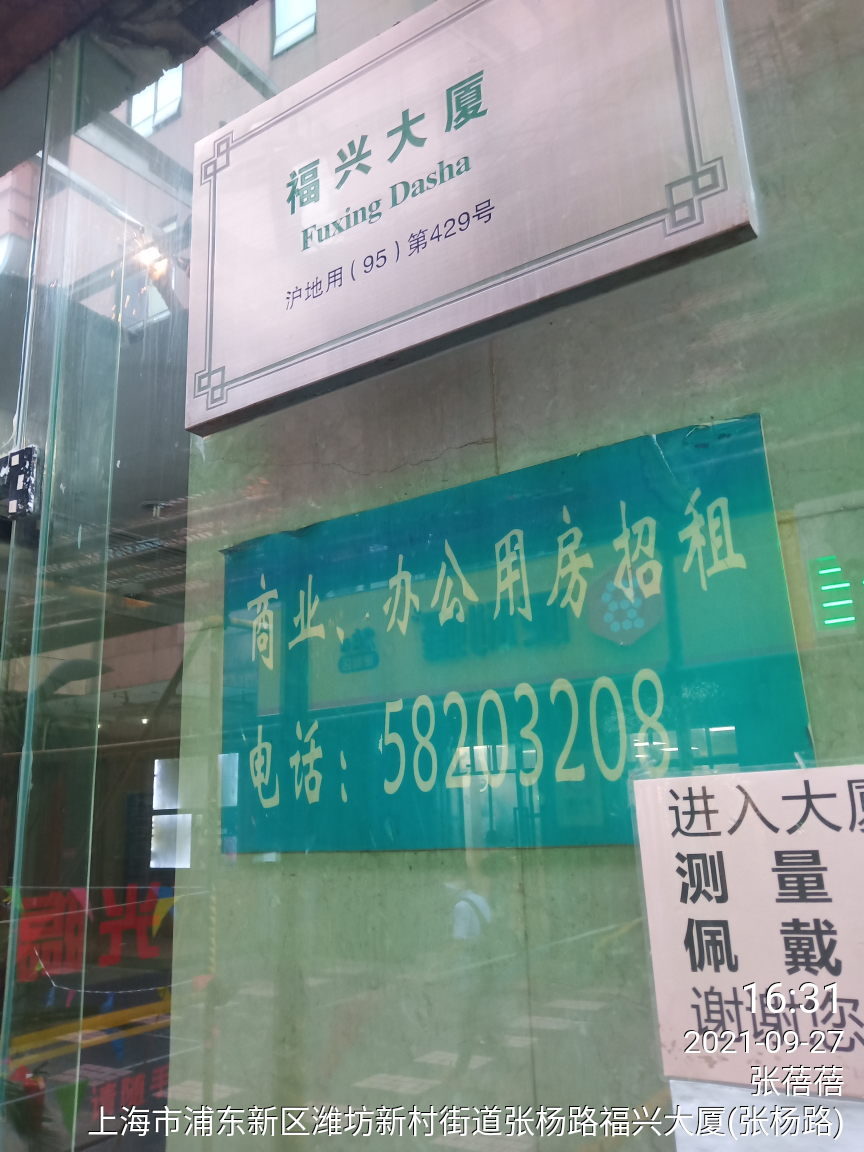 福兴大厦
Fuxing Dasha
沪地用(95)第429号
商业、办公用房招租
电话：58203208
进入大厦
测 量
佩 戴
谢谢您
16:31
2021-09-27
张蓓蓓
上海市浦东新区潍坊新村街道张杨路福兴大厦(张杨路)